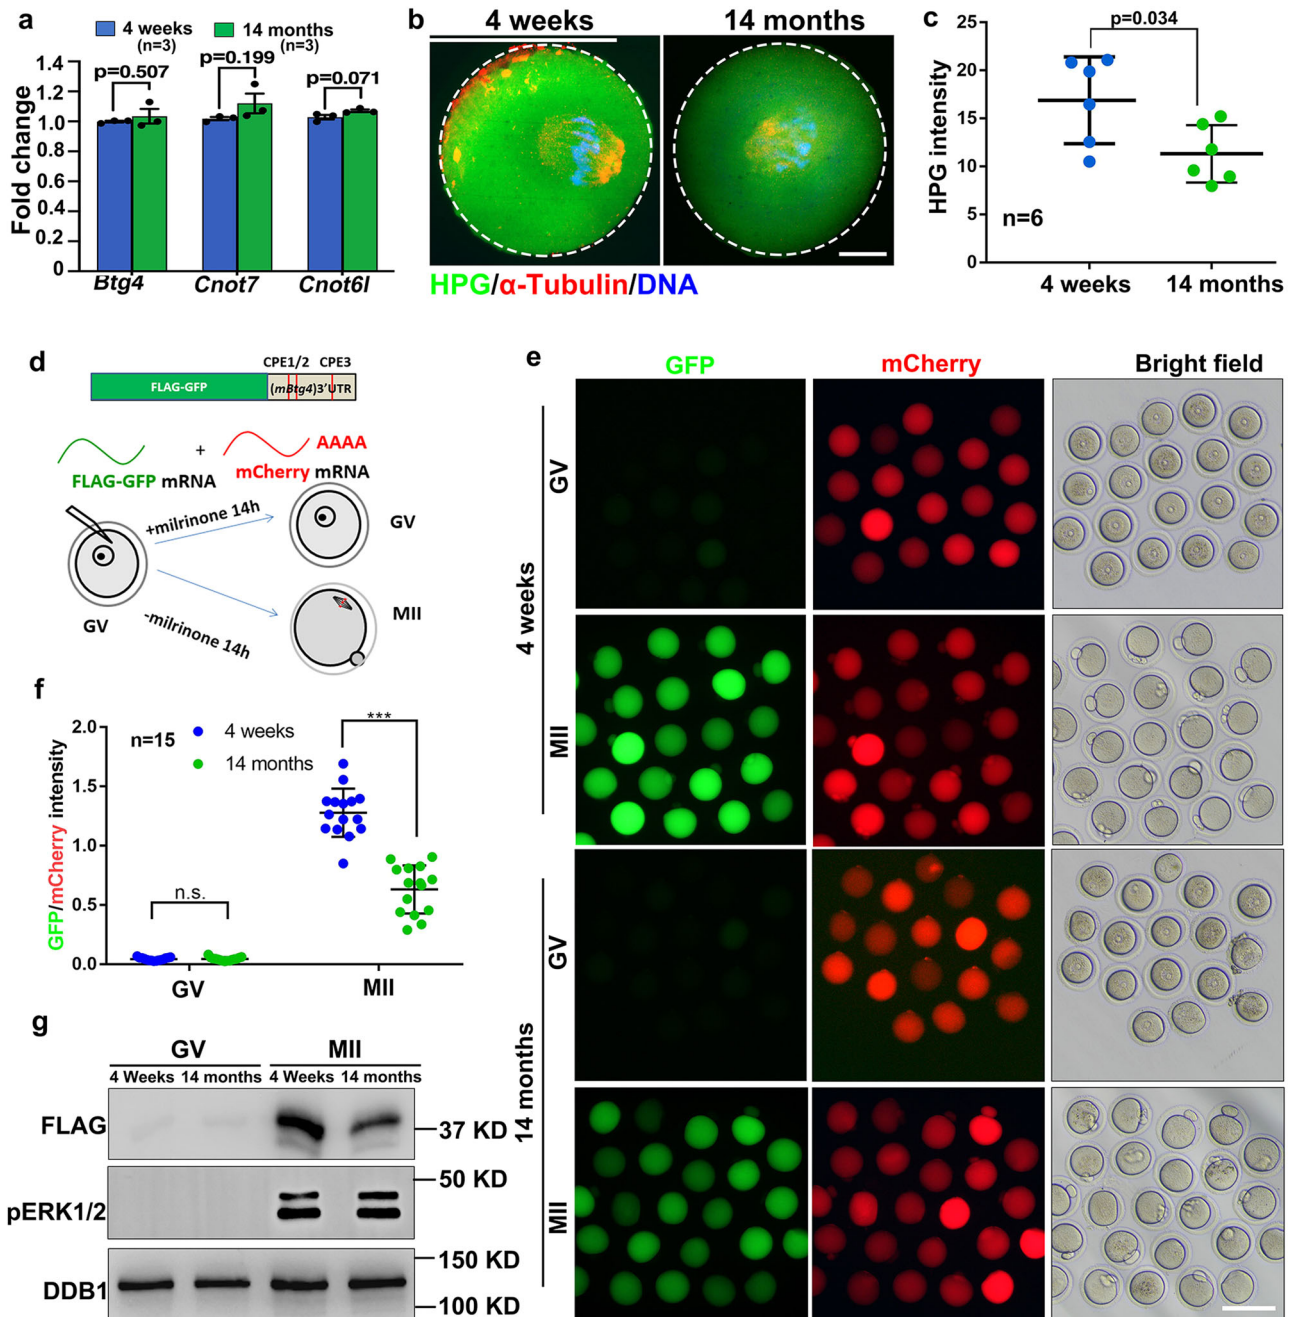 a
4 weeks
(n=3)
14 months
(n=3)
p=0.507
p=0.199
p=0.071
Fold change
1.4
1.2
1.0
0.8
0.6
0.4
0.2
0
Btg4
Cnot7
Cnot6l
b
4 weeks
14 months
HPG/α-Tubulin/DNA
c
p=0.034
HPG intensity
25
20
15
10
5
0
n=6
4 weeks
14 months
d
CPE1/2
CPE3
FLAG-GFP
(mBtg4)3'UTR
+
AAAA
FLAG-GFP mRNA
mCherry mRNA
+milrinone 14h
GV
GV
-milrinone 14h
MII
e
GFP
mCherry
Bright field
4 weeks
GV
MII
14 months
GV
MII
f
GFP/mCherry intensity
2.0
1.5
1.0
0.5
0.0
n=15
4 weeks
14 months
***
n.s.
GV
MII
g
GV
MII
4 Weeks
14 months
4 Weeks
14 months
FLAG
37 KD
50 KD
pERK1/2
150 KD
DDB1
100 KD